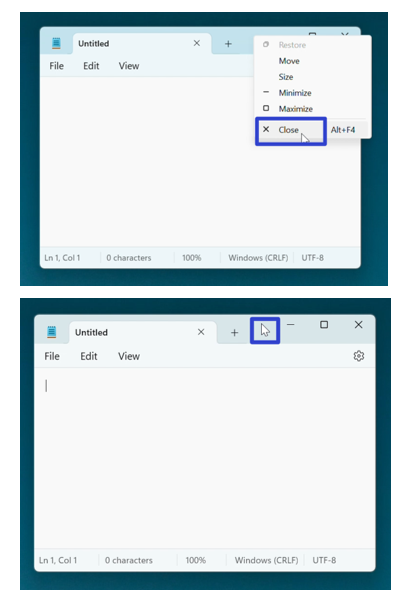 Untitled
Restore
File Edit View
Move
Size
Minimize
Maximize
Close Alt+F4
Ln 1, Col 1 0 characters 100% Windows (CRLF) UTF-8
Untitled
File Edit View
Ln 1, Col 1 0 characters 100% Windows (CRLF) UTF-8